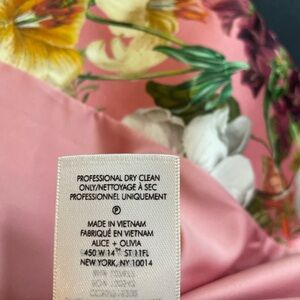 PROFESSIONAL DRY CLEAN
ONLY/NETTOYAGE À SEC
PROFESSIONNEL UNIQUEMENT
P
MADE IN VIETNAM
FABRIQUÉ EN VIETNAM
ALICE + OLIVIA
450 W 14TH ST 11FL
NEW YORK, NY 10014